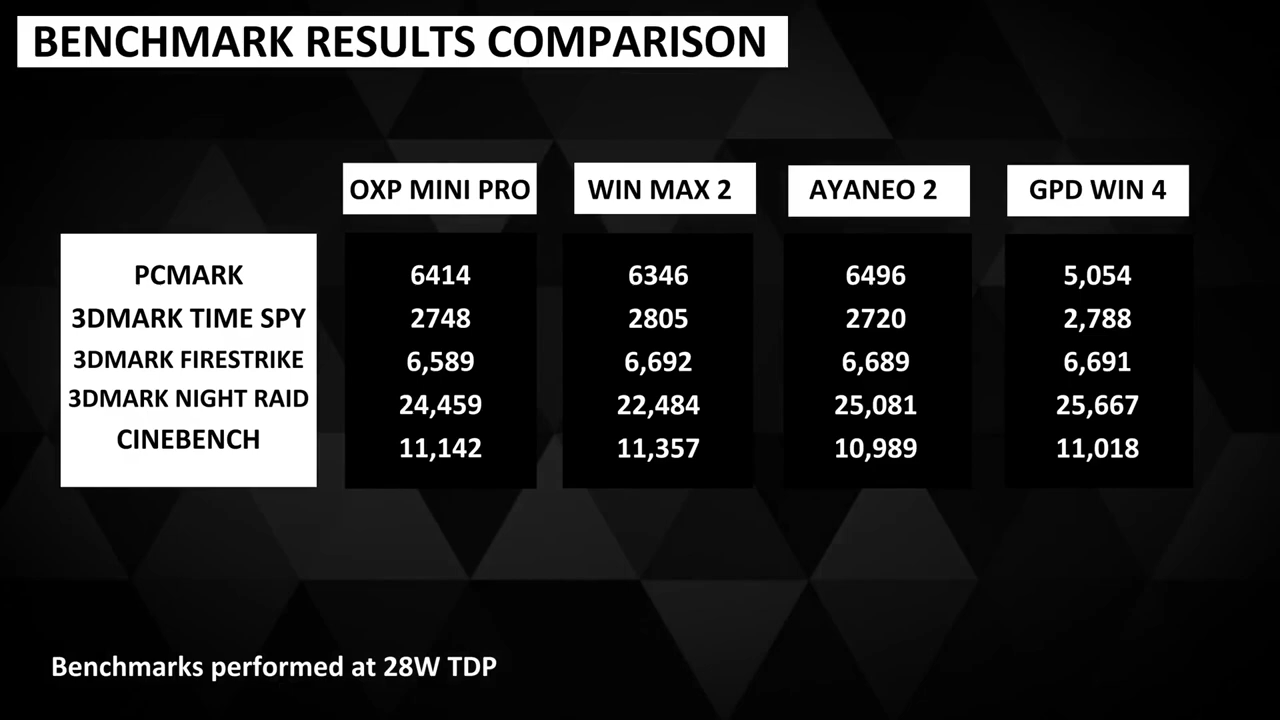 BENCHMARK RESULTS COMPARISON
OXP MINI PRO WIN MAX 2 AYANEO 2 GPD WIN 4
PCMARK 6414 6346 6496 5,054
3DMARK TIME SPY 2748 2805 2720 2,788
3DMARK FIRESTRIKE 6,589 6,692 6,689 6,691
3DMARK NIGHT RAID 24,459 22,484 25,081 25,667
CINEBENCH 11,142 11,357 10,989 11,018
Benchmarks performed at 28W TDP